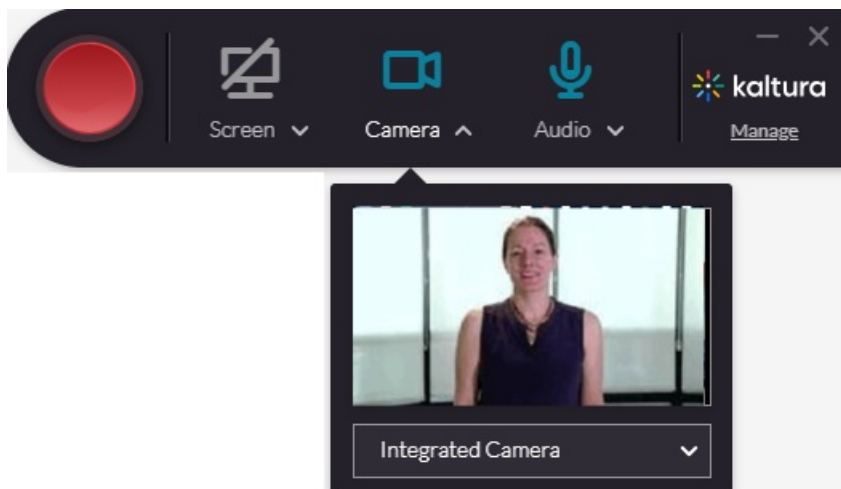 Screen
Camera
Audio
kaltura
Manage
Integrated Camera